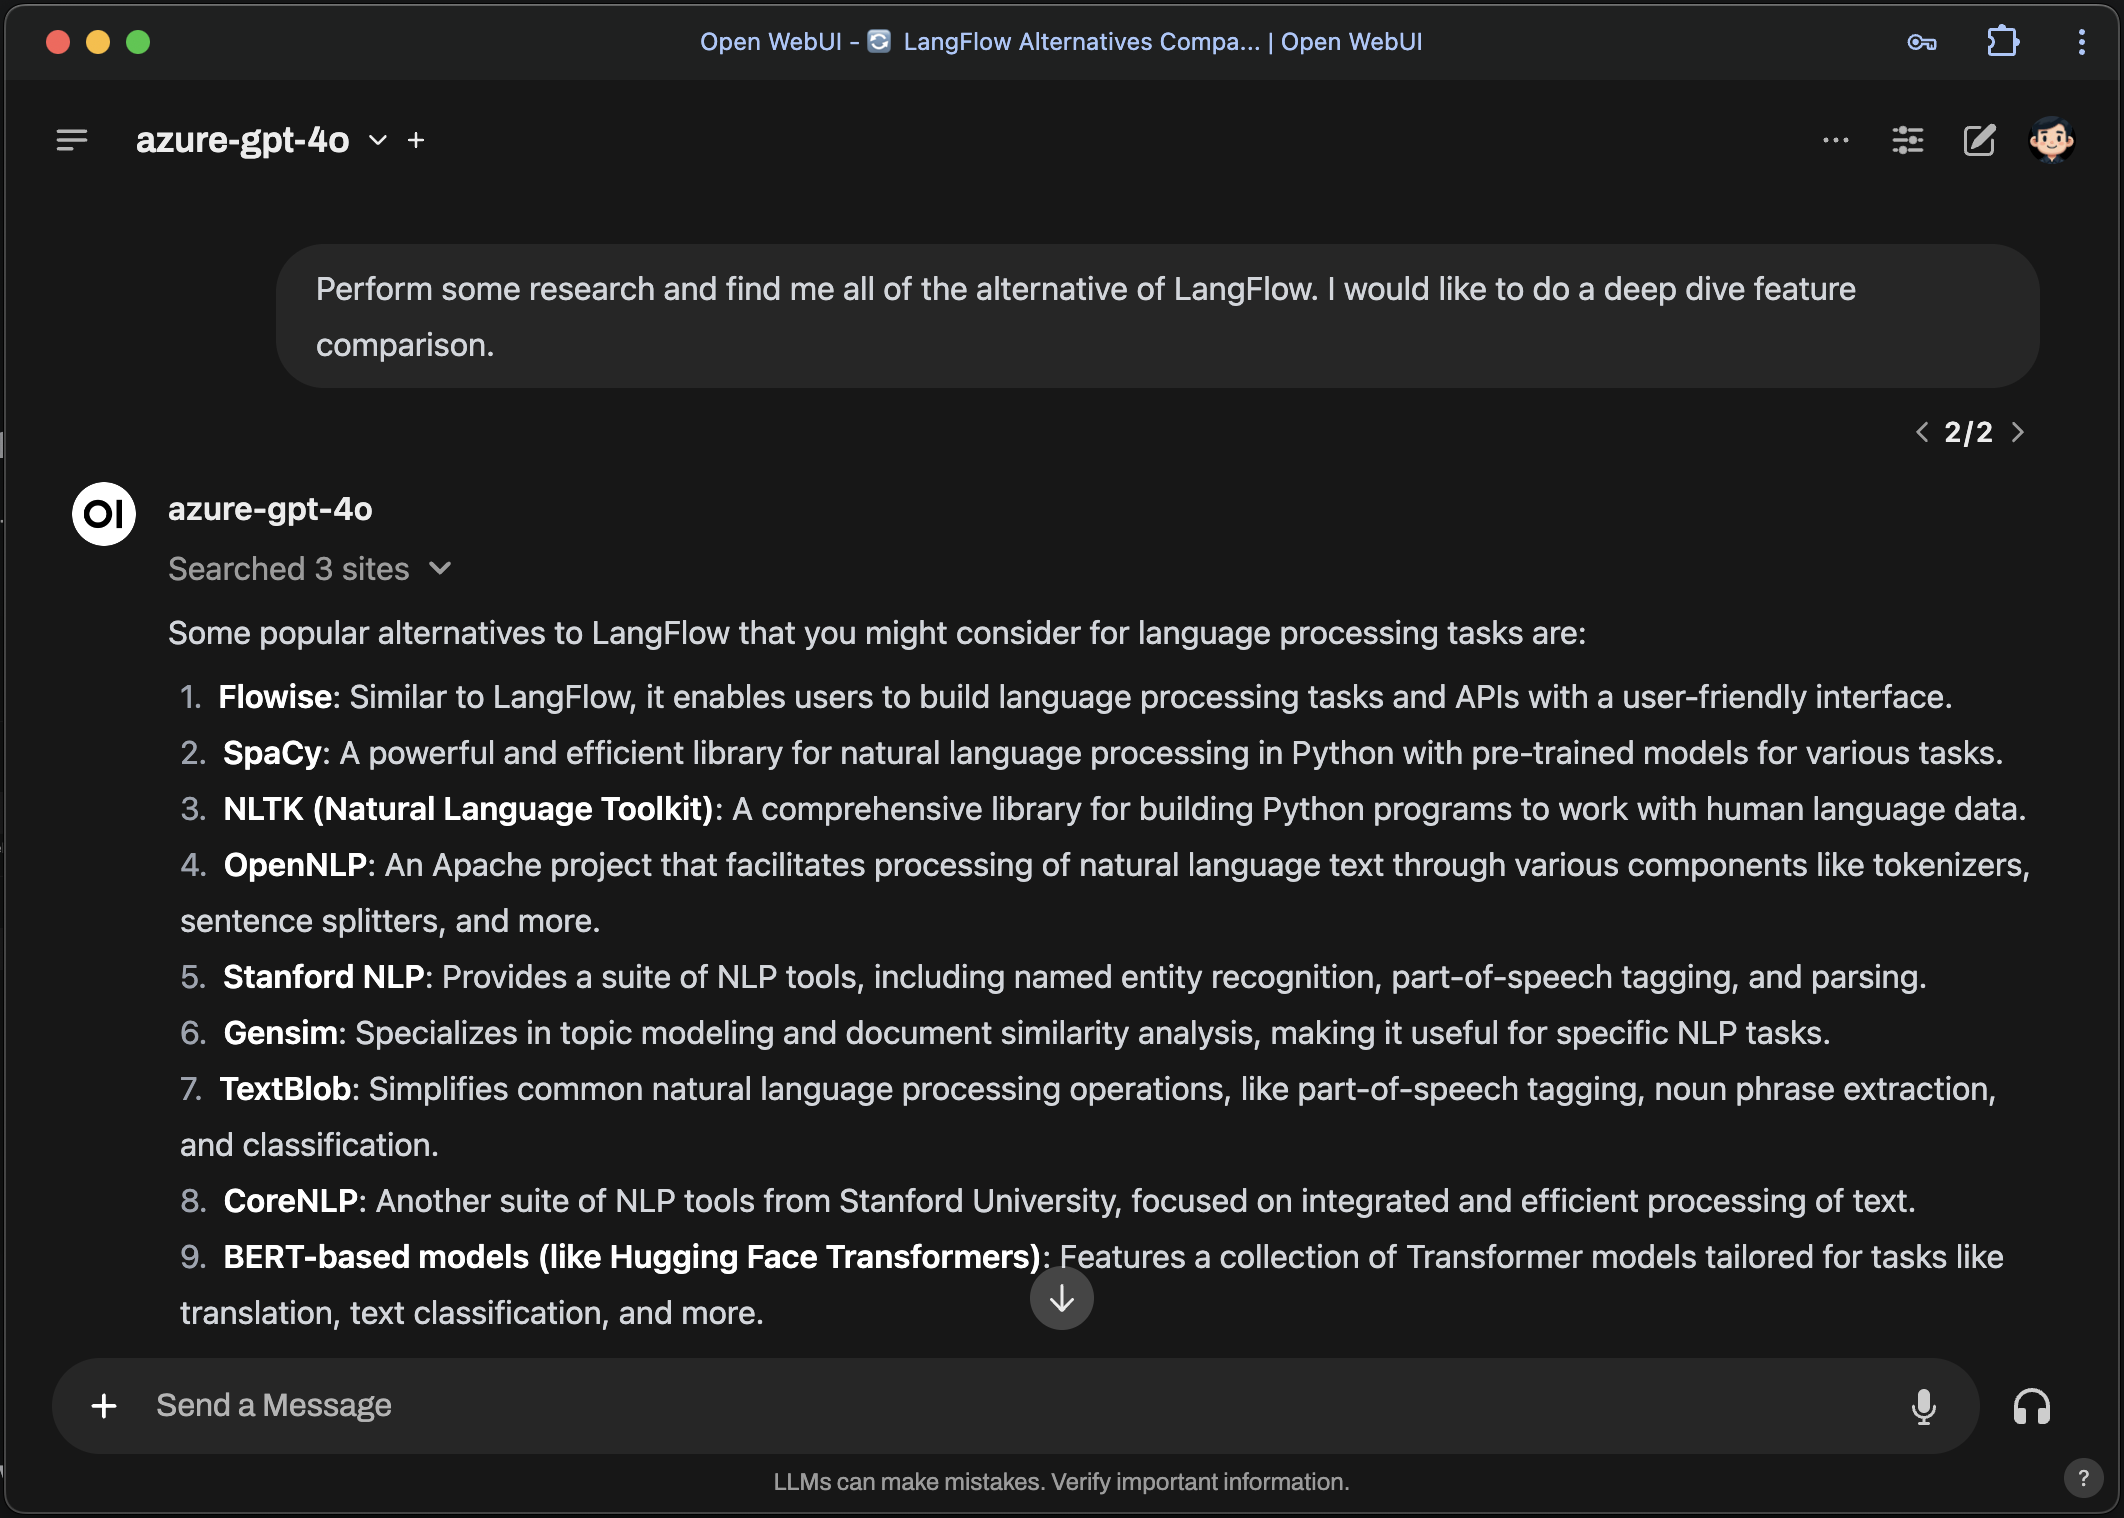 Open WebUI - 🔄 LangFlow Alternatives Compa... | Open WebUI
azure-gpt-4o
Perform some research and find me all of the alternative of LangFlow. I would like to do a deep dive feature
comparison.
2/2
OI
azure-gpt-4o
Searched 3 sites
Some popular alternatives to LangFlow that you might consider for language processing tasks are:
1. Flowise: Similar to LangFlow, it enables users to build language processing tasks and APIs with a user-friendly interface.
2. SpaCy: A powerful and efficient library for natural language processing in Python with pre-trained models for various tasks.
3. NLTK (Natural Language Toolkit): A comprehensive library for building Python programs to work with human language data.
4. OpenNLP: An Apache project that facilitates processing of natural language text through various components like tokenizers,
sentence splitters, and more.
5. Stanford NLP: Provides a suite of NLP tools, including named entity recognition, part-of-speech tagging, and parsing.
6. Gensim: Specializes in topic modeling and document similarity analysis, making it useful for specific NLP tasks.
7. TextBlob: Simplifies common natural language processing operations, like part-of-speech tagging, noun phrase extraction,
and classification.
8. CoreNLP: Another suite of NLP tools from Stanford University, focused on integrated and efficient processing of text.
9. BERT-based models (like Hugging Face Transformers): Features a collection of Transformer models tailored for tasks like
translation, text classification, and more.
Send a Message
LLMs can make mistakes. Verify important information.
?